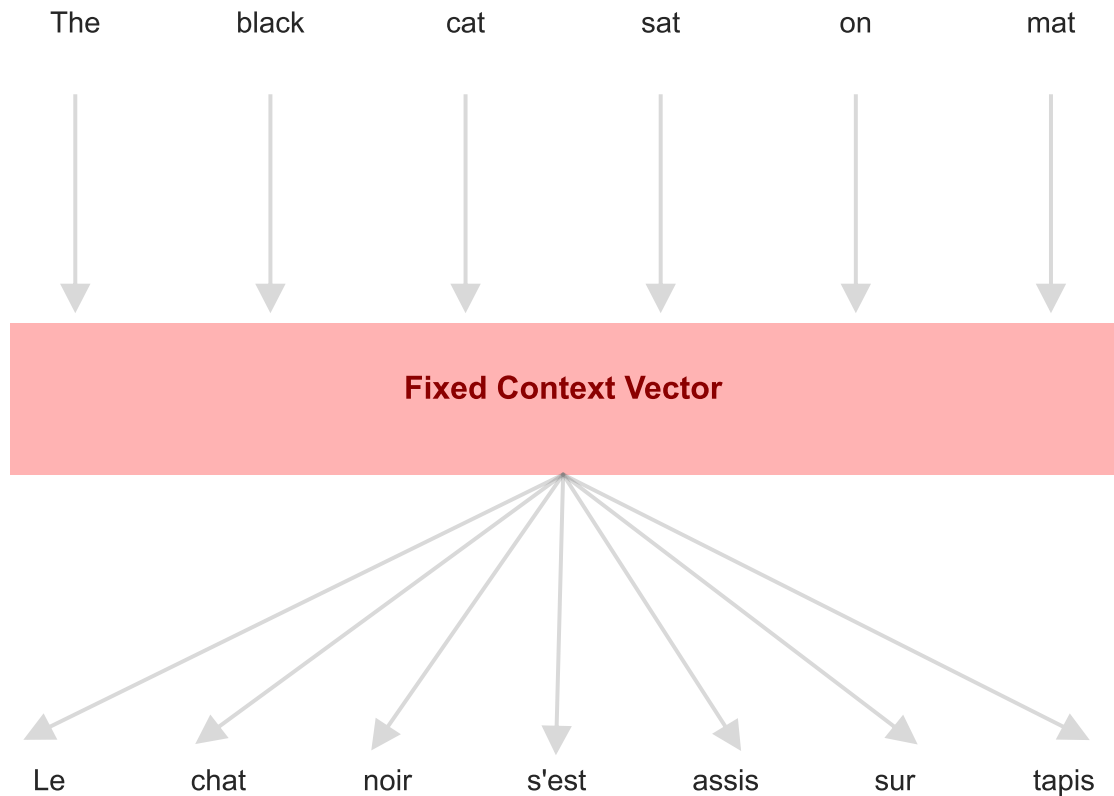 The black cat sat on mat
Fixed Context Vector
Le chat noir s'est assis sur tapis